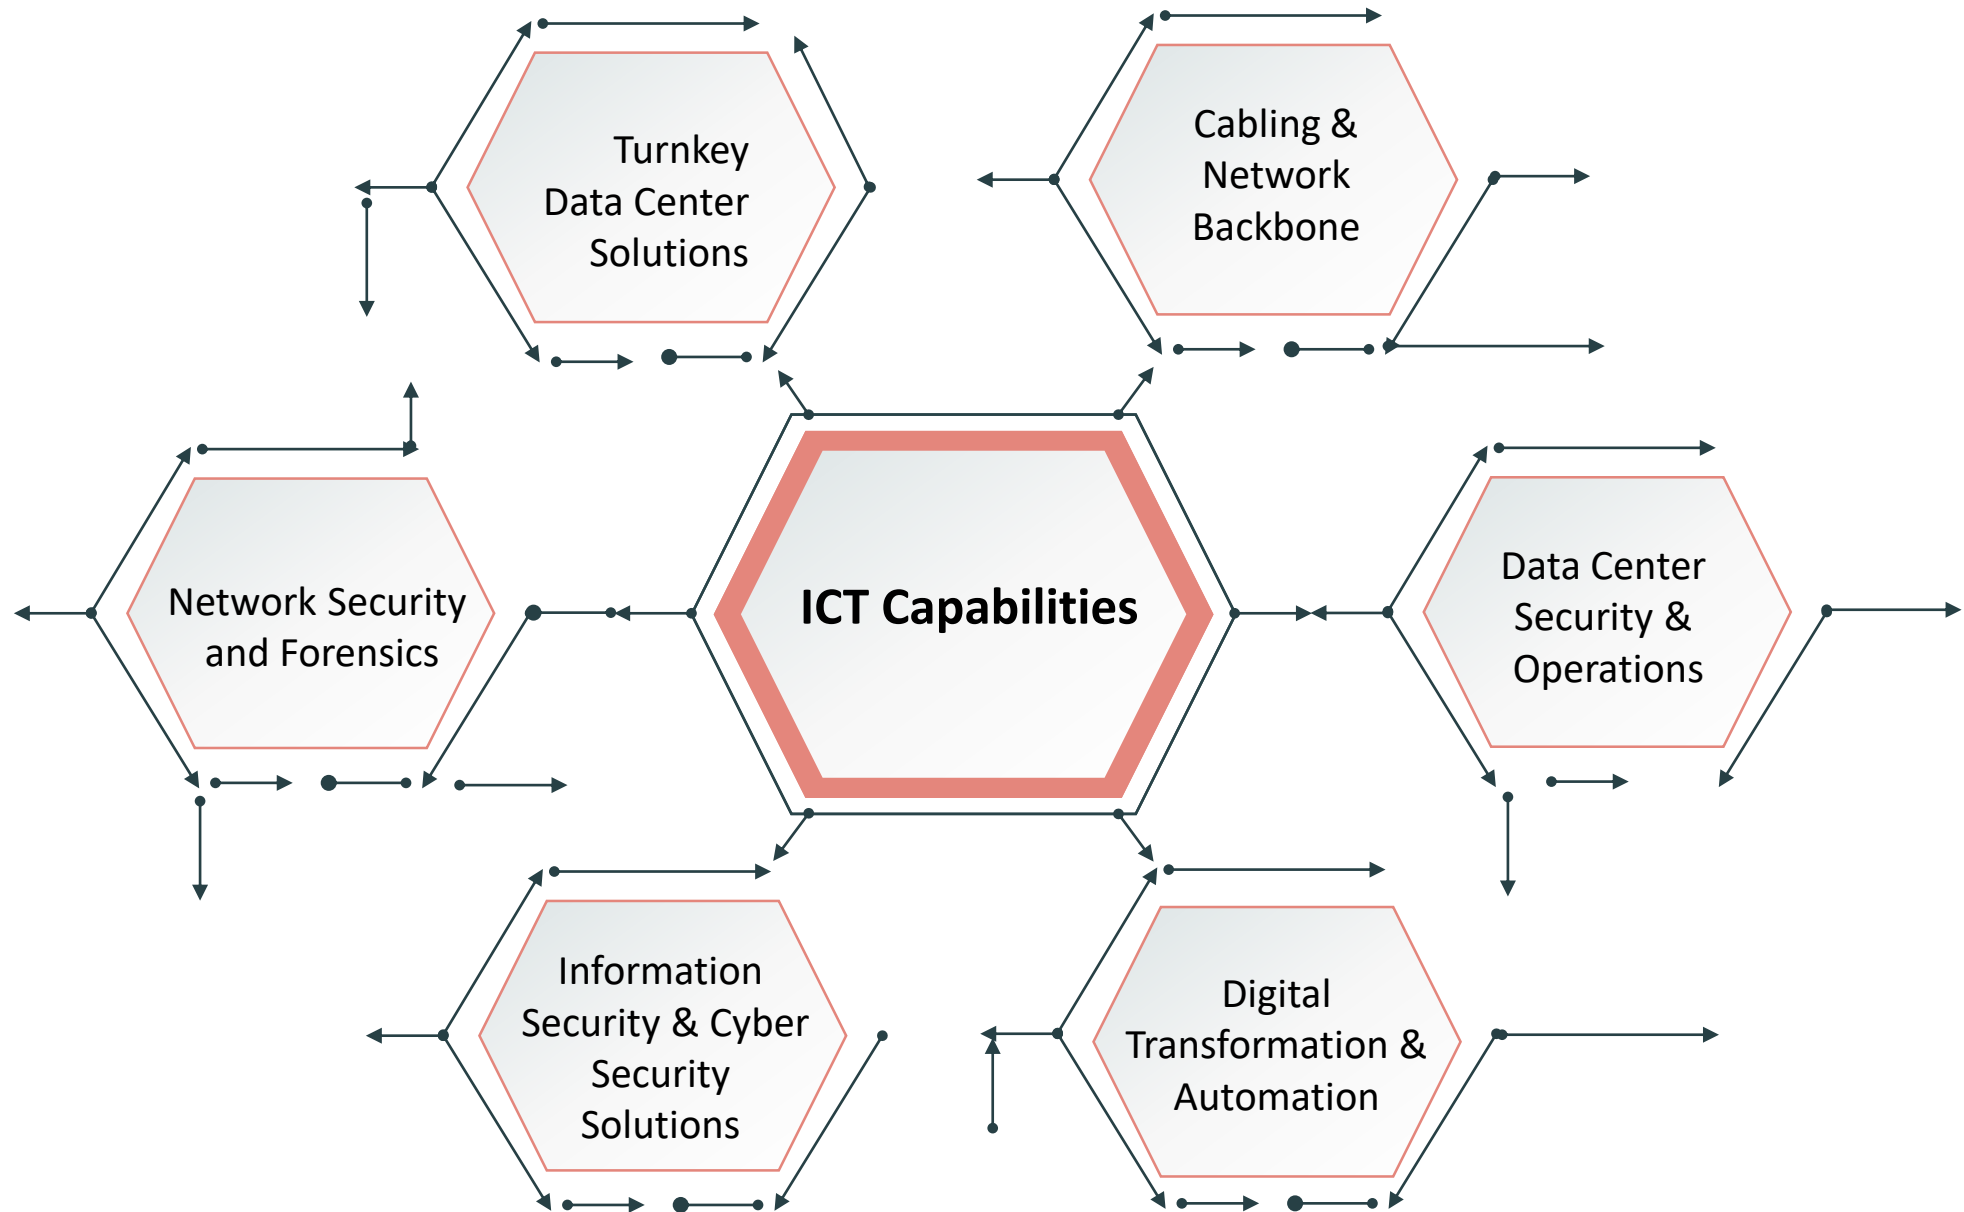 Turnkey
Data Center
Solutions
Cabling &
Network
Backbone
Network Security
and Forensics
ICT Capabilities
Data Center
Security &
Operations
Information
Security & Cyber
Security
Solutions
Digital
Transformation &
Automation